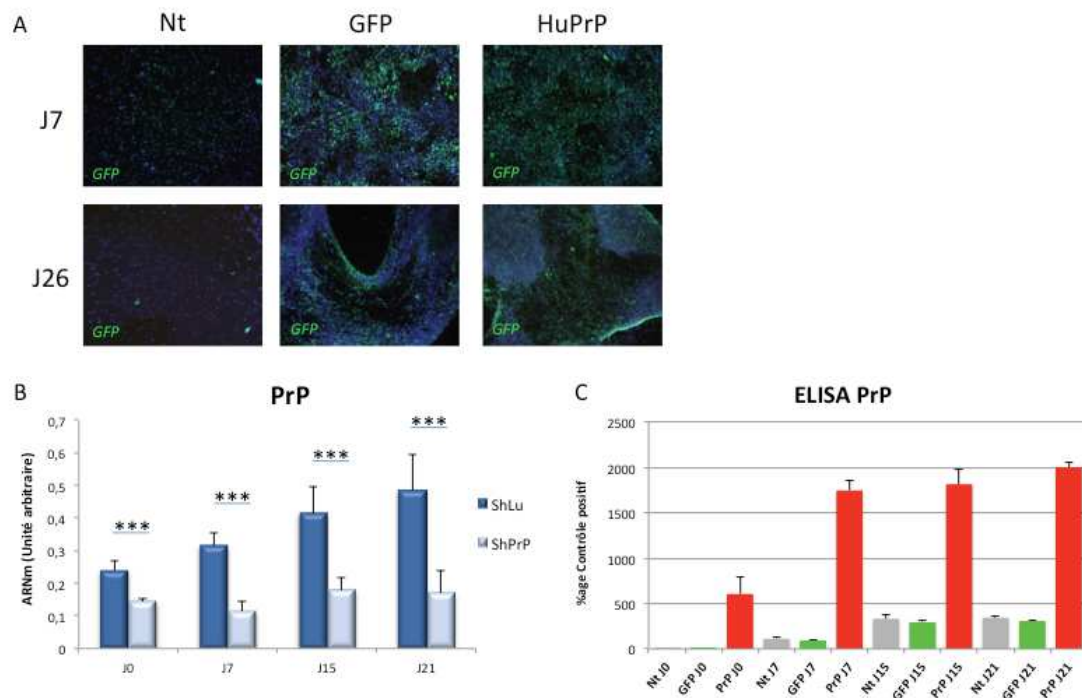 A
Nt GFP HuPrP
J7
GFP GFP GFP
J26
GFP GFP GFP
B
PrP
ARNm (Unité arbitraire)
0,7
0,6
0,5
0,4
0,3
0,2
0,1
0
*** *** *** ***
J0 J7 J15 J21
ShLu
ShPrP
C
ELISA PrP
%age Contrôle positif
2500
2000
1500
1000
500
0
Nt J0 GFP J0 PrP J0 Nt J7 GFP J7 PrP J7 Nt J15 GFP J15 PrP J15 Nt J21 GFP J21 PrP J21